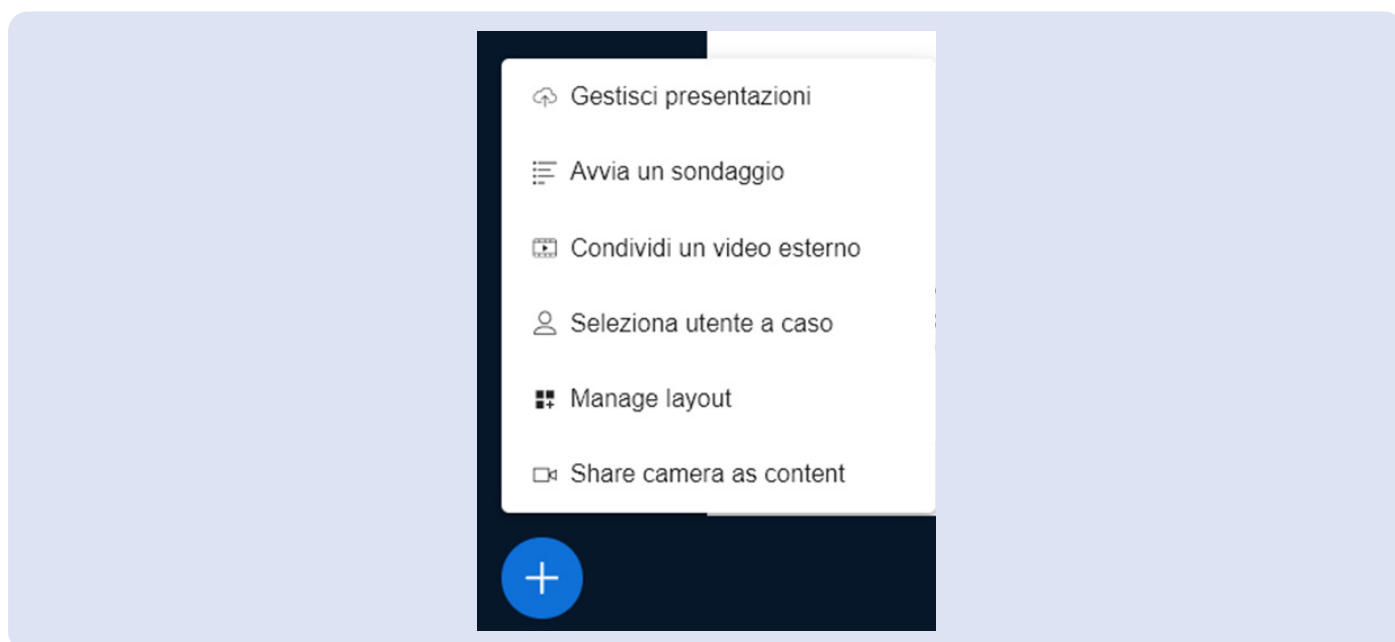 Gestisci presentazioni
Avvia un sondaggio
Condividi un video esterno
Seleziona utente a caso
Manage layout
Share camera as content